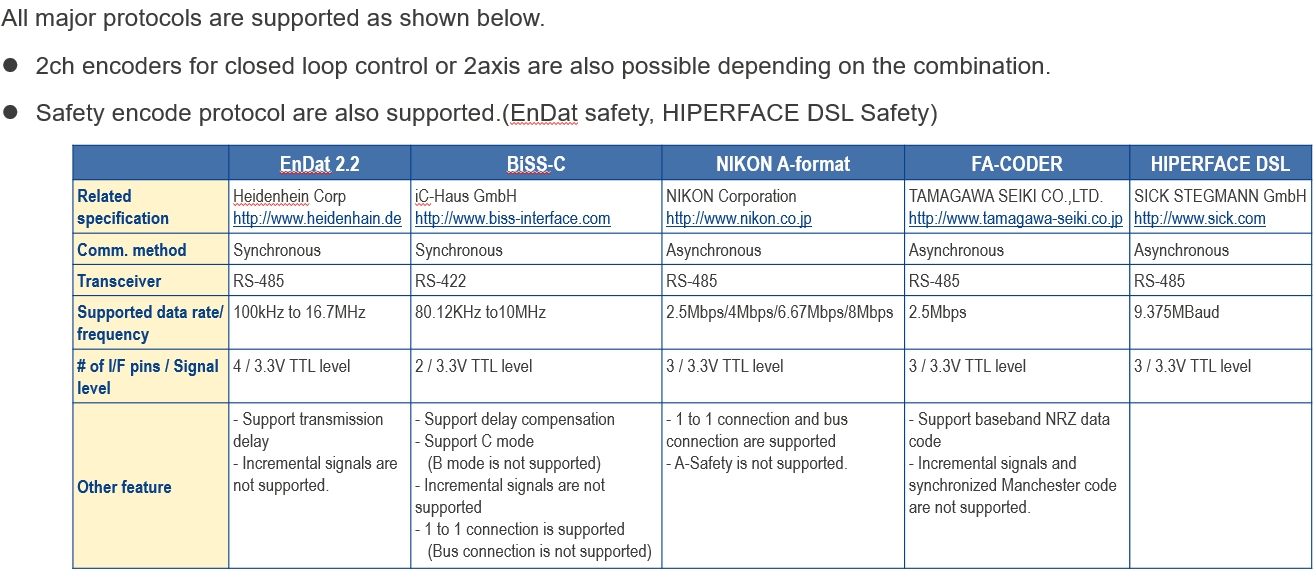 All major protocols are supported as shown below.
● 2ch encoders for closed loop control or 2axis are also possible depending on the combination.
● Safety encode protocol are also supported.(EnDat safety, HIPERFACE DSL Safety)
EnDat 2.2
BiSS-C
NIKON A-format
FA-CODER
HIPERFACE DSL
Related
specification
Heidenhein Corp
http://www.heidenhain.de
iC-Haus GmbH
http://www.biss-interface.com
NIKON Corporation
http://www.nikon.co.jp
TAMAGAWA SEIKI CO.,LTD.
http://www.tamagawa-seiki.co.jp
SICK STEGMANN GmbH
http://www.sick.com
Comm. method
Synchronous
Synchronous
Asynchronous
Asynchronous
Asynchronous
Transceiver
RS-485
RS-422
RS-485
RS-485
RS-485
Supported data rate/
frequency
100kHz to 16.7MHz
80.12KHz to10MHz
2.5Mbps/4Mbps/6.67Mbps/8Mbps
2.5Mbps
9.375MBaud
# of I/F pins / Signal
level
4 / 3.3V TTL level
2 / 3.3V TTL level
3 / 3.3V TTL level
3 / 3.3V TTL level
3 / 3.3V TTL level
Other feature
- Support transmission
delay
- Incremental signals are
not supported.
- Support delay compensation
- Support C mode
(B mode is not supported)
- Incremental signals are not
supported
- 1 to 1 connection is supported
(Bus connection is not supported)
- 1 to 1 connection and bus
connection are supported
- A-Safety is not supported.
- Support baseband NRZ data
code
- Incremental signals and
synchronized Manchester code
are not supported.